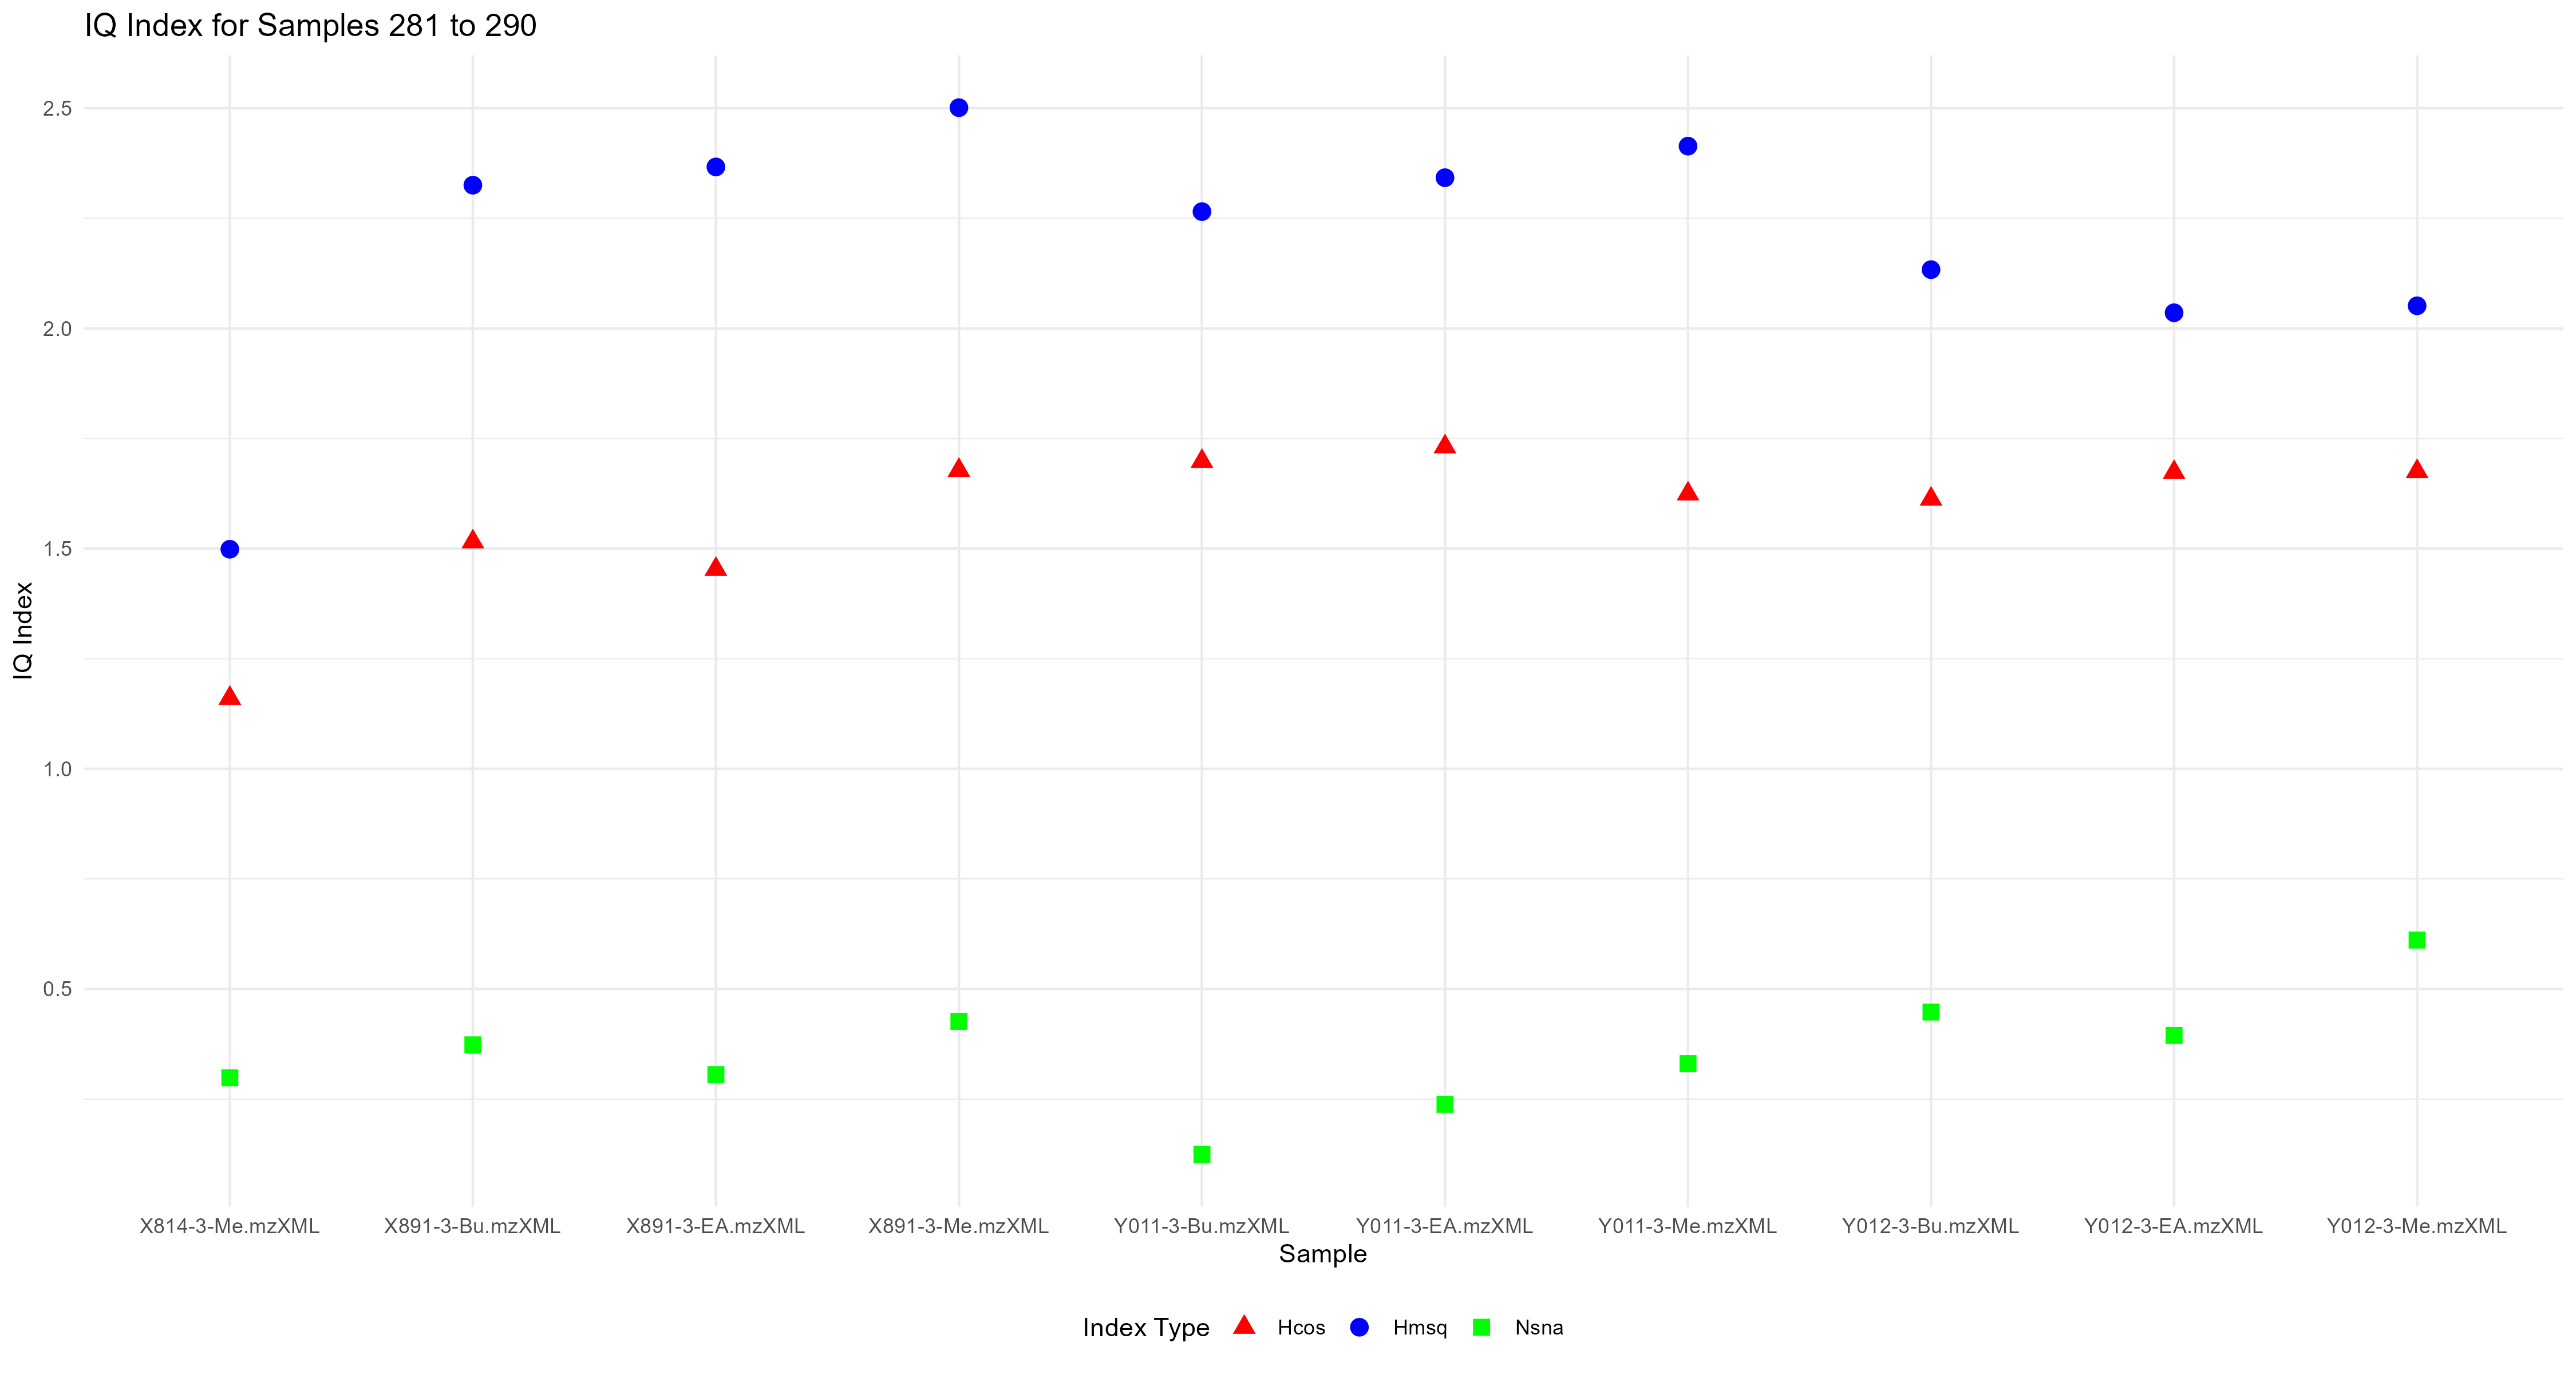 IQ Index for Samples 281 to 290
2.5
2.0
1.5
1.0
0.5
IQ Index
X814-3-Me.mzXML X891-3-Bu.mzXML X891-3-EA.mzXML X891-3-Me.mzXML Y011-3-Bu.mzXML Y011-3-EA.mzXML Y011-3-Me.mzXML Y012-3-Bu.mzXML Y012-3-EA.mzXML Y012-3-Me.mzXML
Sample
Index Type Hcos Hmsq Nsna